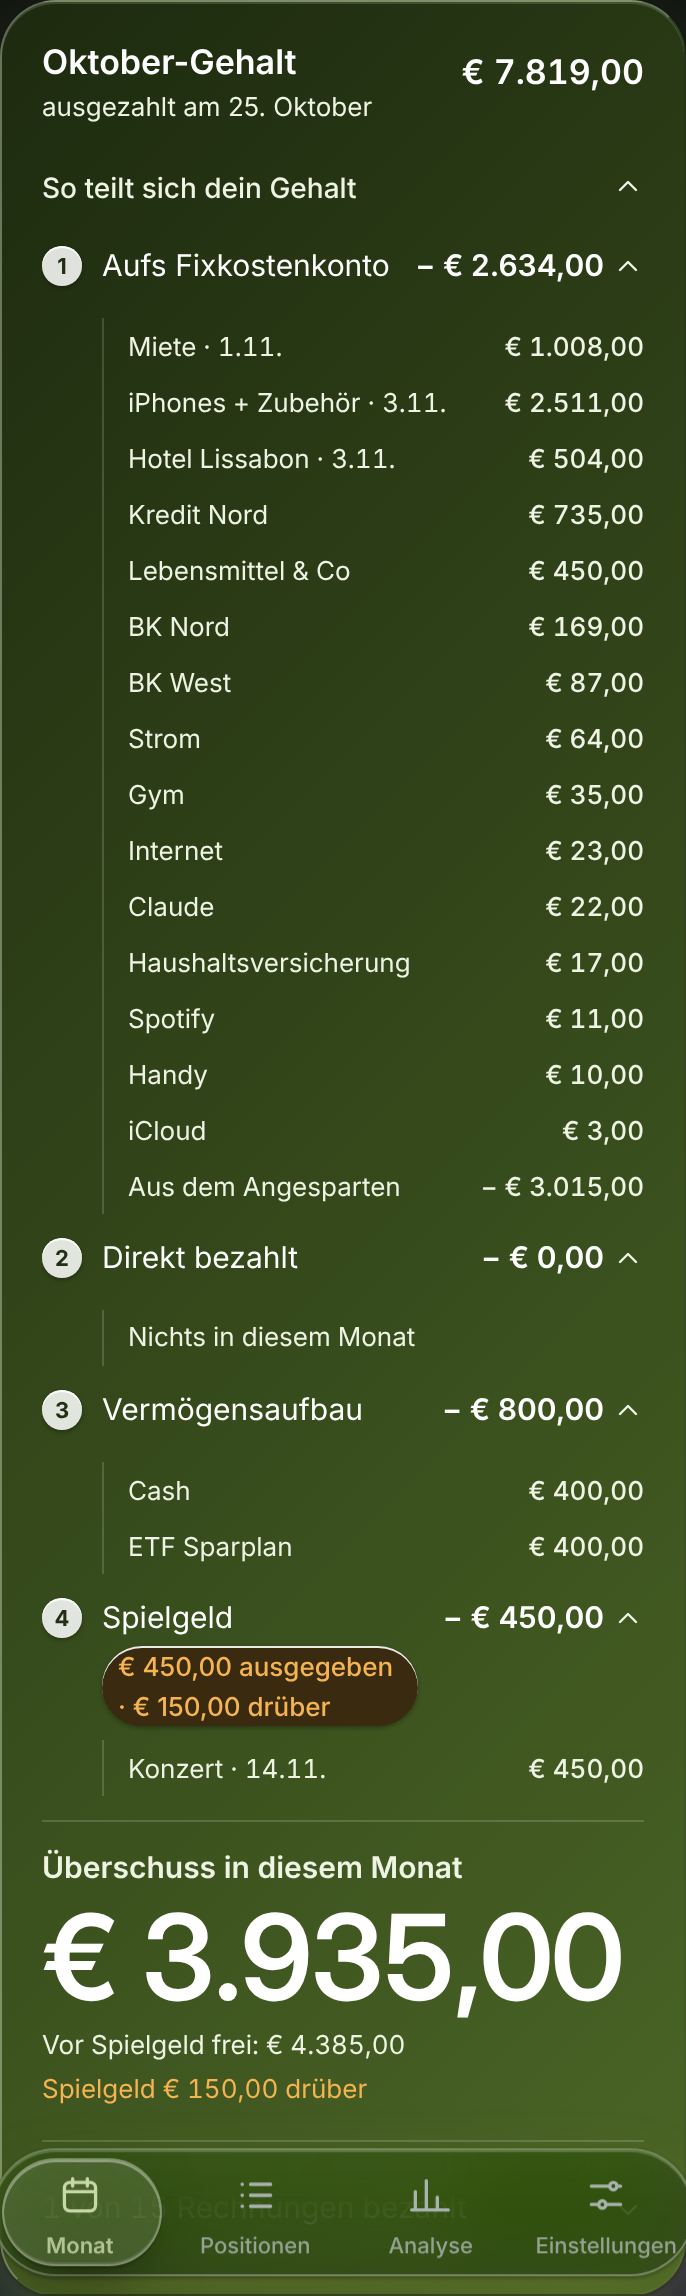 Oktober-Gehalt
€ 7.819,00
ausgezahlt am 25. Oktober
So teilt sich dein Gehalt
1 Aufs Fixkostenkonto – € 2.634,00
Miete · 1.11. € 1.008,00
iPhones + Zubehör · 3.11. € 2.511,00
Hotel Lissabon · 3.11. € 504,00
Kredit Nord € 735,00
Lebensmittel & Co € 450,00
BK Nord € 169,00
BK West € 87,00
Strom € 64,00
Gym € 35,00
Internet € 23,00
Claude € 22,00
Haushaltsversicherung € 17,00
Spotify € 11,00
Handy € 10,00
iCloud € 3,00
Aus dem Angesparten – € 3.015,00
2 Direkt bezahlt – € 0,00
Nichts in diesem Monat
3 Vermögensaufbau – € 800,00
Cash € 400,00
ETF Sparplan € 400,00
4 Spielgeld – € 450,00
€ 450,00 ausgegeben
· € 150,00 drüber
Konzert · 14.11. € 450,00
Überschuss in diesem Monat
€ 3.935,00
Vor Spielgeld frei: € 4.385,00
Spielgeld € 150,00 drüber
1 von 15 Rechnungen bezahlt
Monat Positionen Analyse Einstellungen